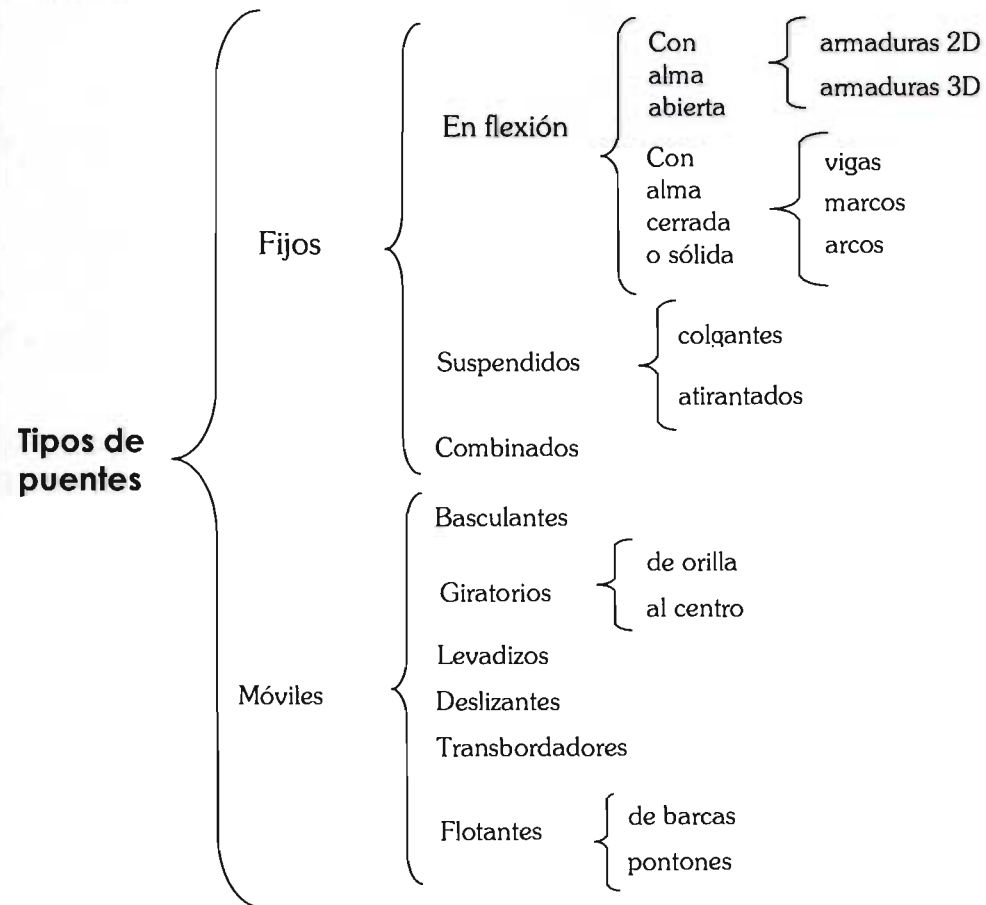 Tipos de
puentes
Fijos
En flexión
Con
alma
abierta
armaduras 2D
armaduras 3D
Con
alma
cerrada
o sólida
vigas
marcos
arcos
Suspendidos
colgantes
atirantados
Combinados
Móviles
Basculantes
Giratorios
de orilla
al centro
Levadizos
Deslizantes
Transbordadores
Flotantes
de barcas
pontones